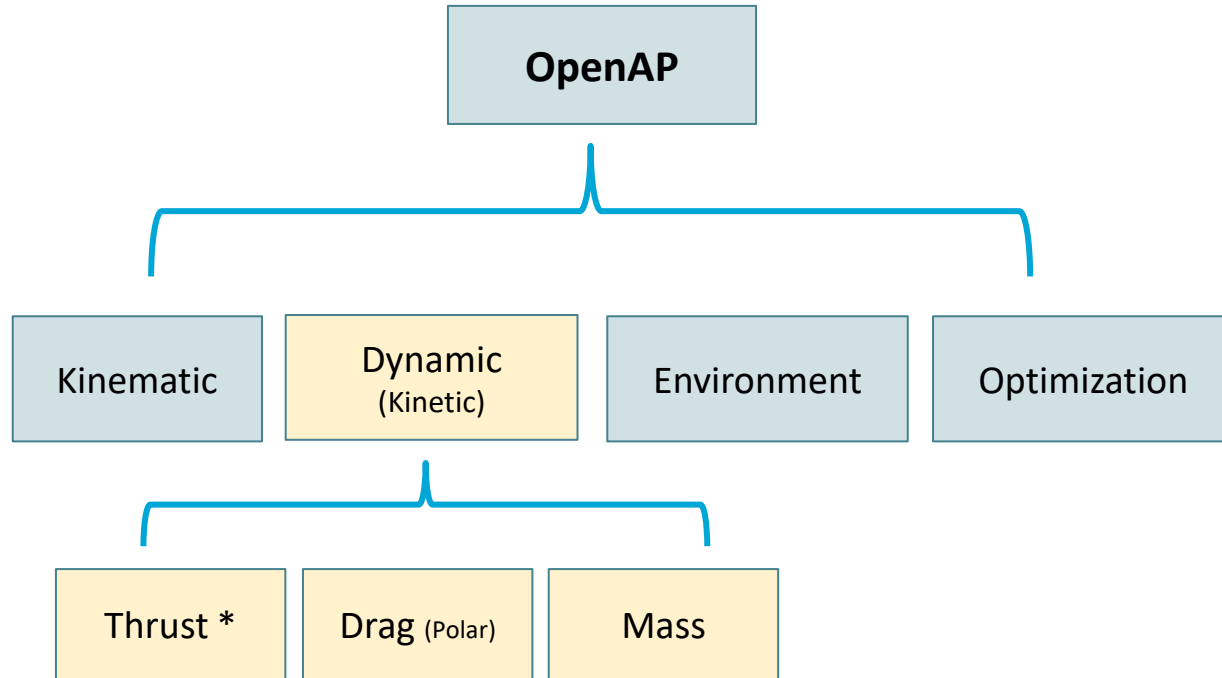 OpenAP
Kinematic
Dynamic
(Kinetic)
Environment
Optimization
Thrust *
Drag (Polar)
Mass